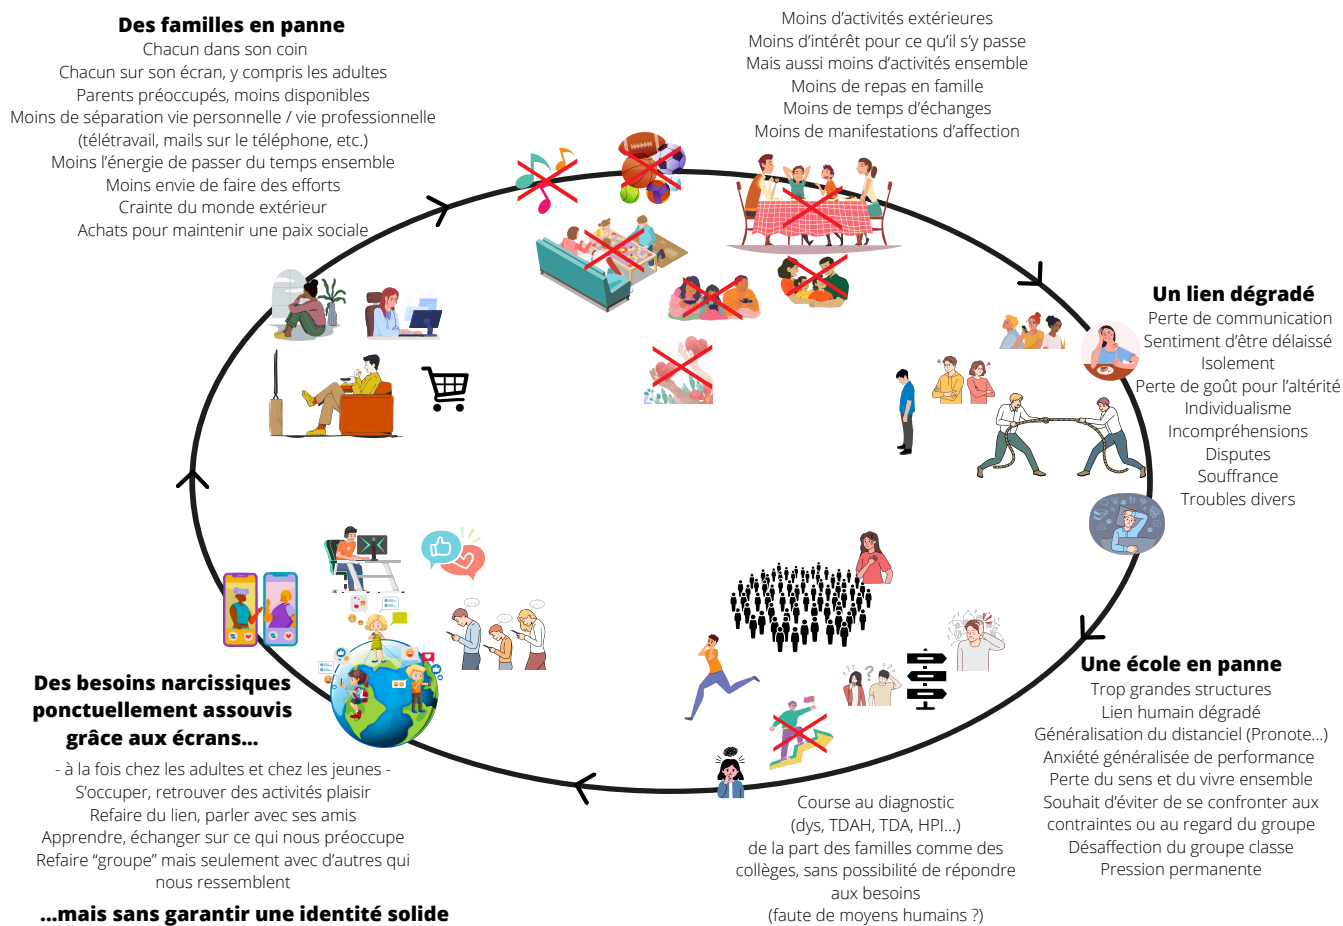 Des familles en panne
Chacun dans son coin
Chacun sur son écran, y compris les adultes
Parents préoccupés, moins disponibles
Moins de séparation vie personnelle / vie professionnelle
(télétravail, mails sur le téléphone, etc.)
Moins l’énergie de passer du temps ensemble
Moins envie de faire des efforts
Crainte du monde extérieur
Achats pour maintenir une paix sociale
Moins d’activités extérieures
Moins d’intérêt pour ce qu’il s’y passe
Mais aussi moins d’activités ensemble
Moins de repas en famille
Moins de temps d’échanges
Moins de manifestations d’affection
Un lien dégradé
Perte de communication
Sentiment d’être délaissé
Isolement
Perte de goût pour l’altérité
Individualisme
Incompréhensions
Disputes
Souffrance
Troubles divers
Une école en panne
Trop grandes structures
Lien humain dégradé
Généralisation du distanciel (Pronote...)
Anxiété généralisée de performance
Perte du sens et du vivre ensemble
Souhait d’éviter de se confronter aux
contraintes ou au regard du groupe
Désaffection du groupe classe
Pression permanente
Course au diagnostic
(dys, TDAH, TDA, HPI...)
de la part des familles comme des
collèges, sans possibilité de répondre
aux besoins
(faute de moyens humains ?)
Des besoins narcissiques
ponctuellement assouvis
grâce aux écrans...
- à la fois chez les adultes et chez les jeunes -
S’occuper, retrouver des activités plaisir
Refaire du lien, parler avec ses amis
Apprendre, échanger sur ce qui nous préoccupe
Refaire “groupe” mais seulement avec d’autres qui
nous ressemblent
...mais sans garantir une identité solide